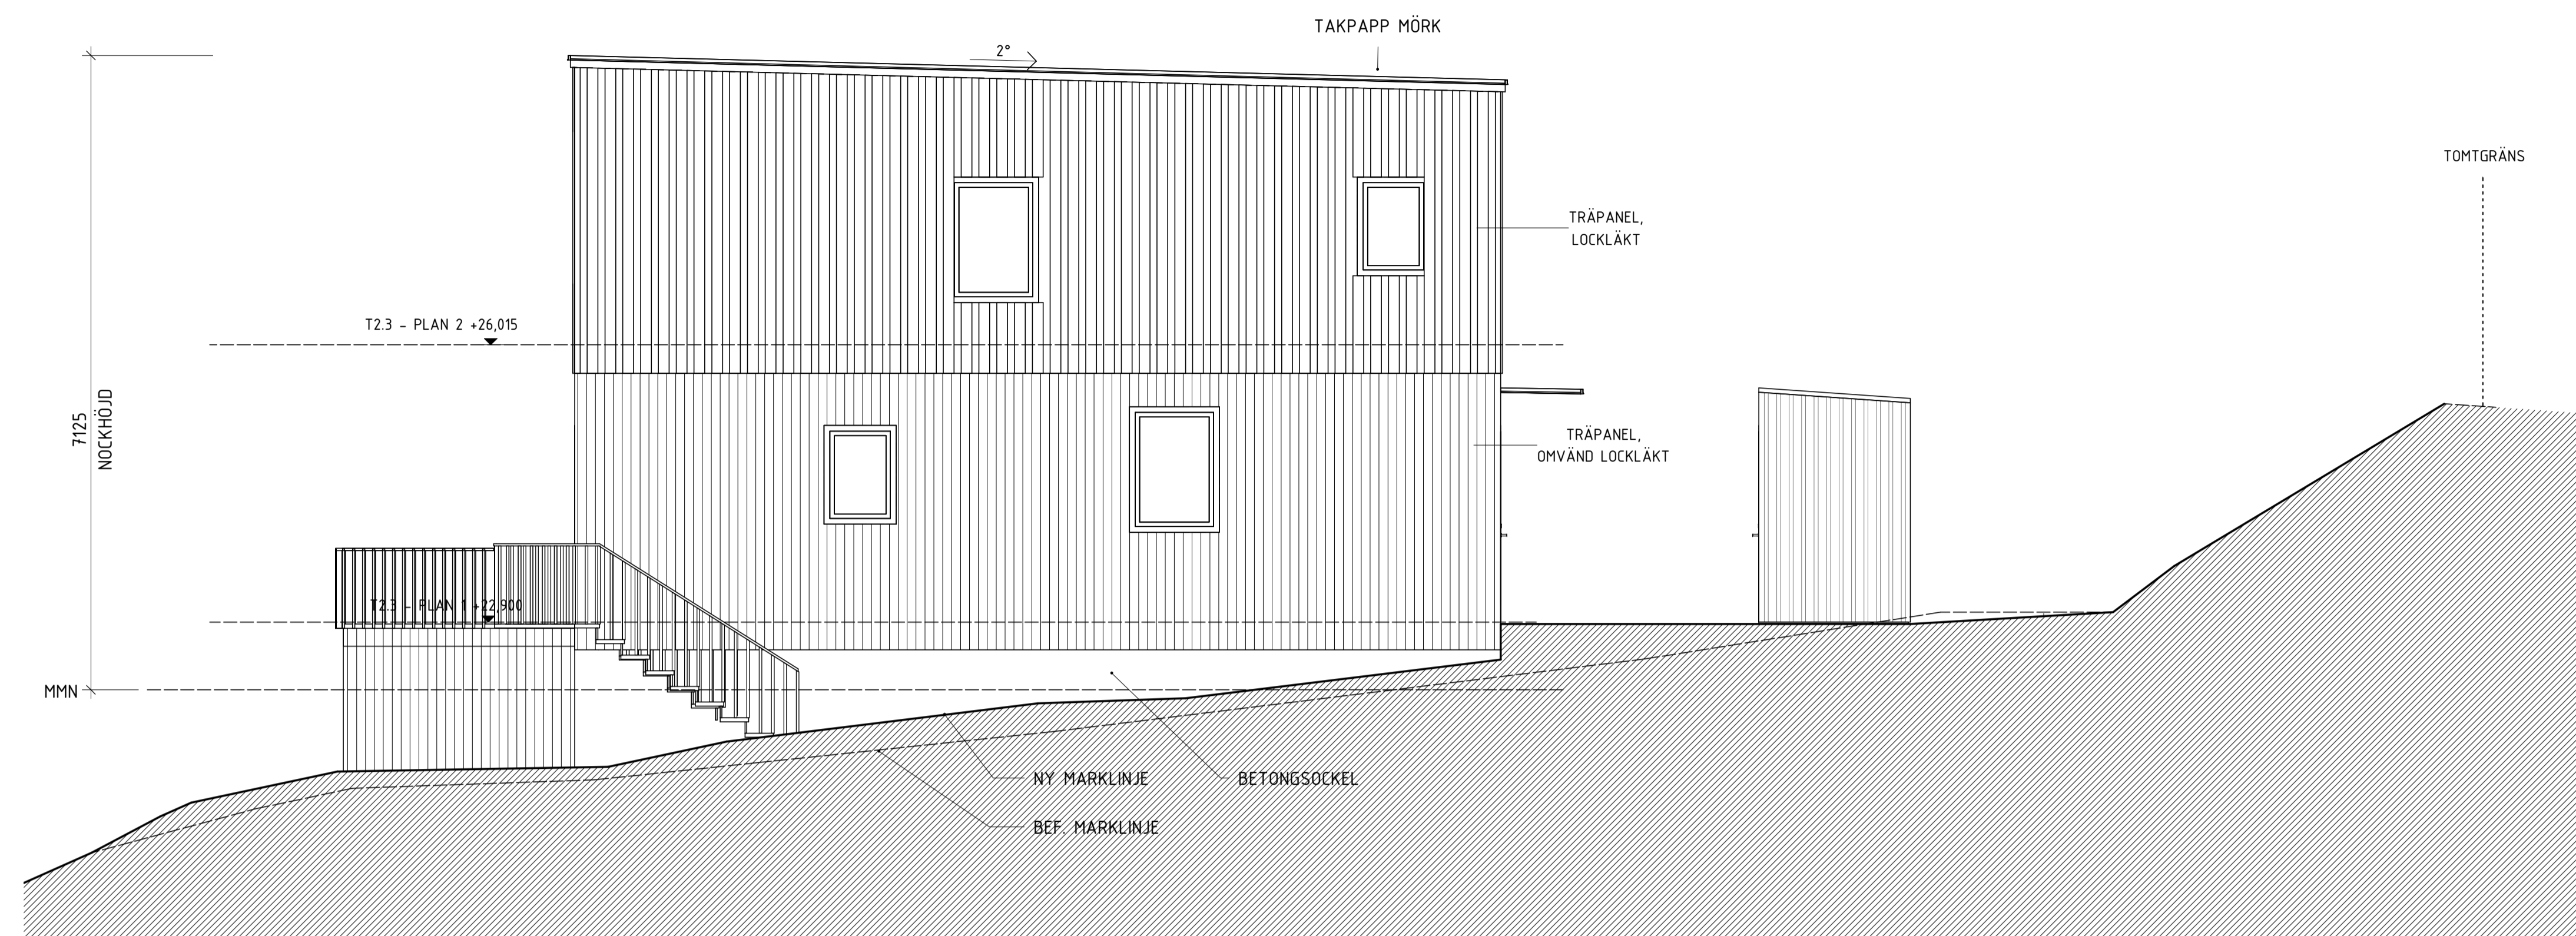 TAKPAPP MÖRK
2°
TOMTGRÄNS
TRÄPANEL,
LOCKLÄKT
T2.3 - PLAN 2 +26,015
7125
NOCKHÖJD
TRÄPANEL,
OMVÄND LOCKLÄKT
T2.3 - PLAN 1 +22,900
MMN
NY MARKLINJE
BETONGSOCKEL
BEF. MARKLINJE